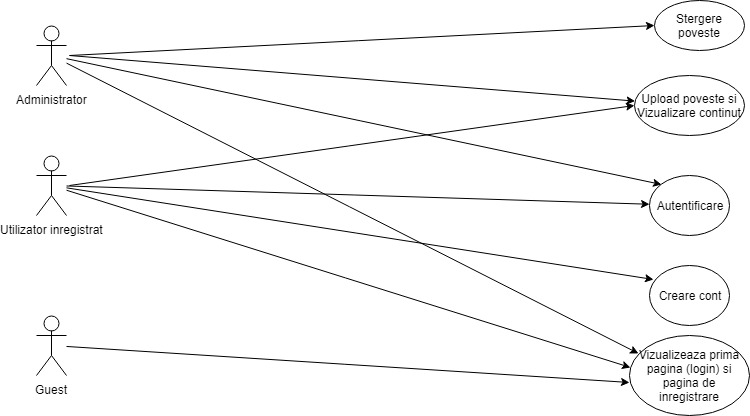 Stergere
poveste
Administrator
Upload poveste si
Vizualizare continut
Autentificare
Utilizator inregistrat
Creare cont
Vizualizeaza prima
pagina (login) si
pagina de
inregistrare
Guest